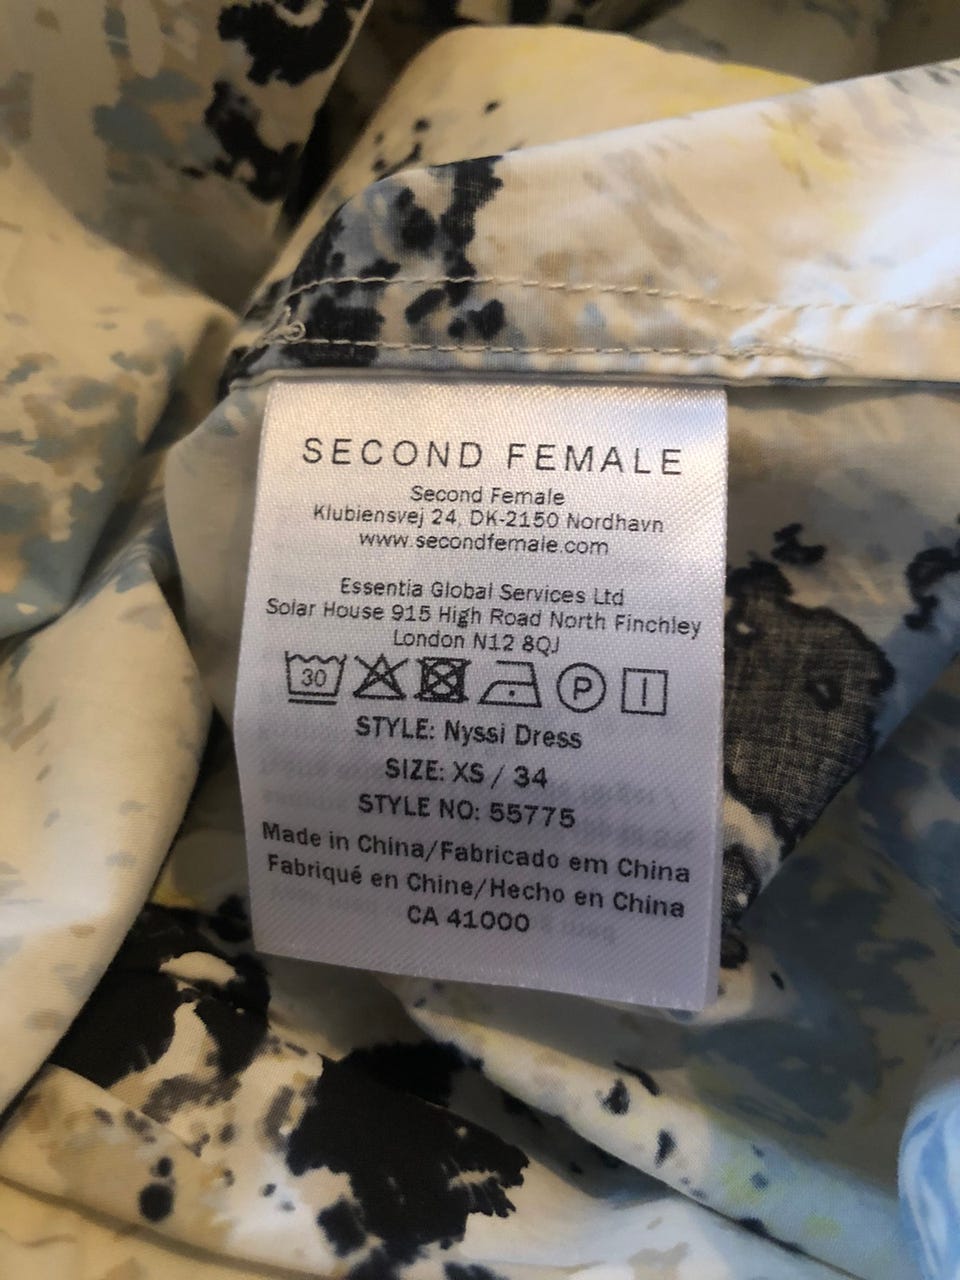 SECOND FEMALE
Second Female
Klubiensvej 24, DK-2150 Nordhavn
www.secondfemale.com
Essentia Global Services Ltd
Solar House 915 High Road North Finchley
London N12 8QJ
30 P
STYLE: Nyssi Dress
SIZE: XS / 34
STYLE NO: 55775
Made in China/Fabricado em China
Fabriqué en Chine/Hecho en China
CA 41000